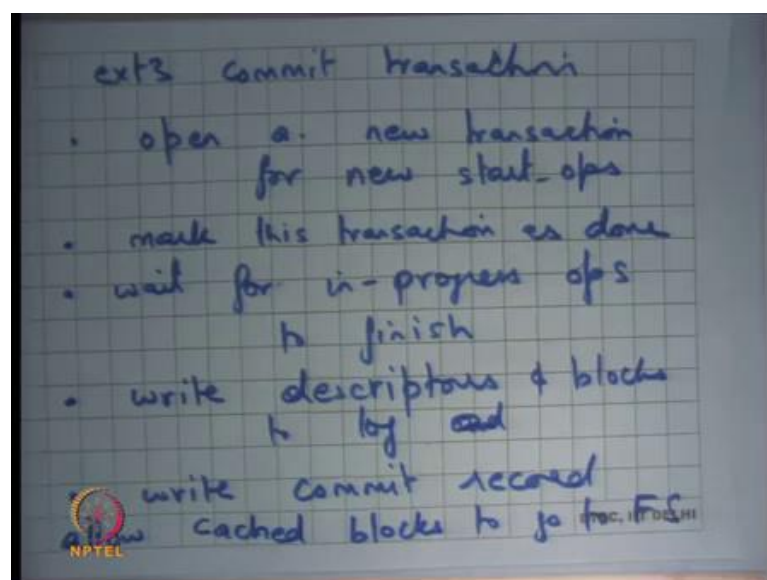 ext3 commit transaction
• open a new transaction
for new start_ops
• mark this transaction as done
• wait for in-progress ops
to finish
• write descriptors & blocks
to log
• write commit record
allow cached blocks to go to FS
NPTEL